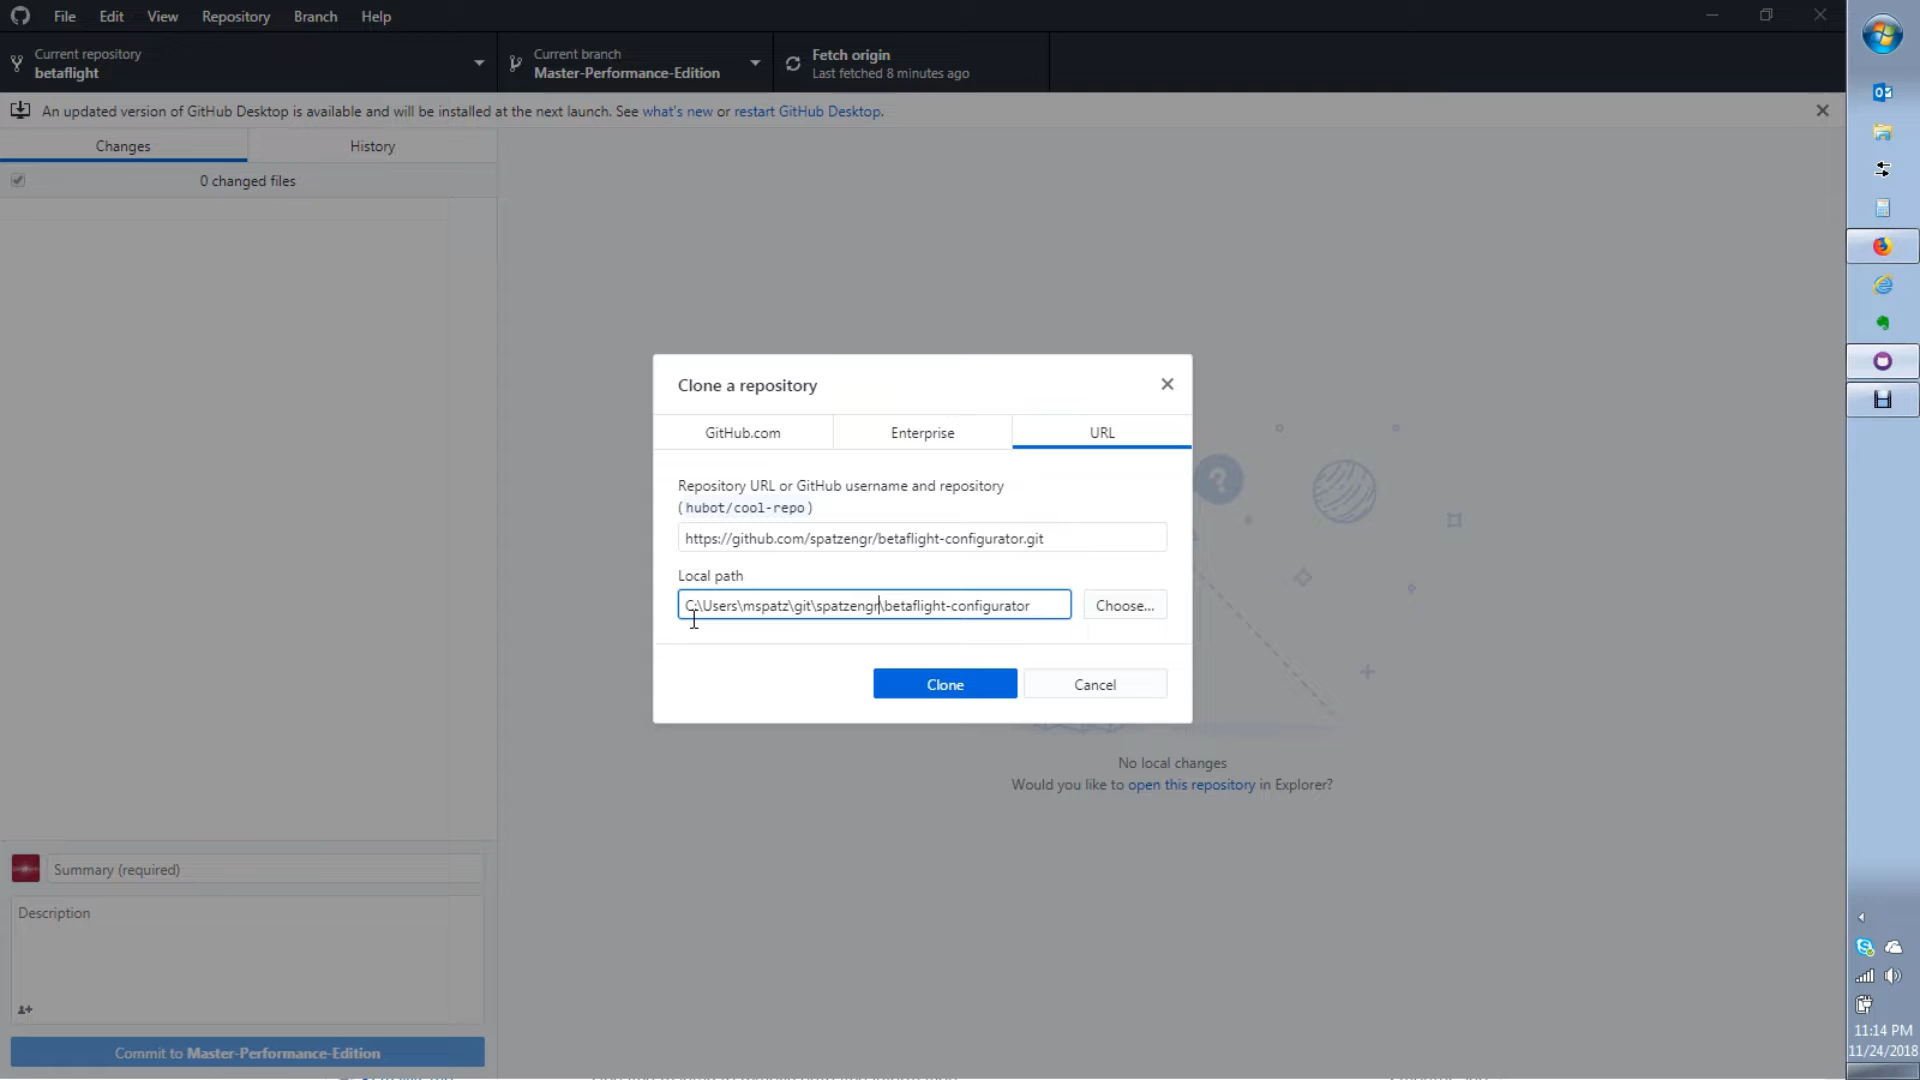 File Edit View Repository Branch Help
Current repository
betaflight
Current branch
Master-Performance-Edition
Fetch origin
Last fetched 8 minutes ago
An updated version of GitHub Desktop is available and will be installed at the next launch. See what's new or restart GitHub Desktop.
Changes
History
0 changed files
Clone a repository
GitHub.com
Enterprise
URL
Repository URL or GitHub username and repository
(hubot/cool-repo)
https://github.com/spatzengr/betaflight-configurator.git
Local path
C:\Users\mspatz\git\spatzengr\betaflight-configurator
Choose...
Clone
Cancel
No local changes
Would you like to open this repository in Explorer?
Summary (required)
Description
Commit to Master-Performance-Edition
11:14 PM
11/24/2018